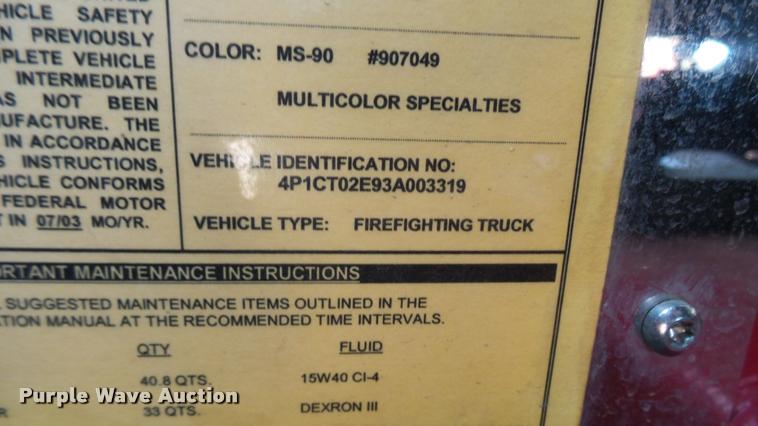 HICLE SAFETY
N PREVIOUSLY
MPLETE VEHICLE
INTERMEDIATE
AS NOT BEEN
UFACTURE. THE
IN ACCORDANCE
S INSTRUCTIONS,
HICLE CONFORMS
FEDERAL MOTOR
T IN 07/03 MO/YR.
COLOR: MS-90 #907049
MULTICOLOR SPECIALTIES
VEHICLE IDENTIFICATION NO:
4P1CT02E93A003319
VEHICLE TYPE: FIREFIGHTING TRUCK
ORTANT MAINTENANCE INSTRUCTIONS
SUGGESTED MAINTENANCE ITEMS OUTLINED IN THE
TION MANUAL AT THE RECOMMENDED TIME INTERVALS.
QTY FLUID
40.8 QTS. 15W40 CI-4
R 33 QTS. DEXRON III
Purple Wave Auction